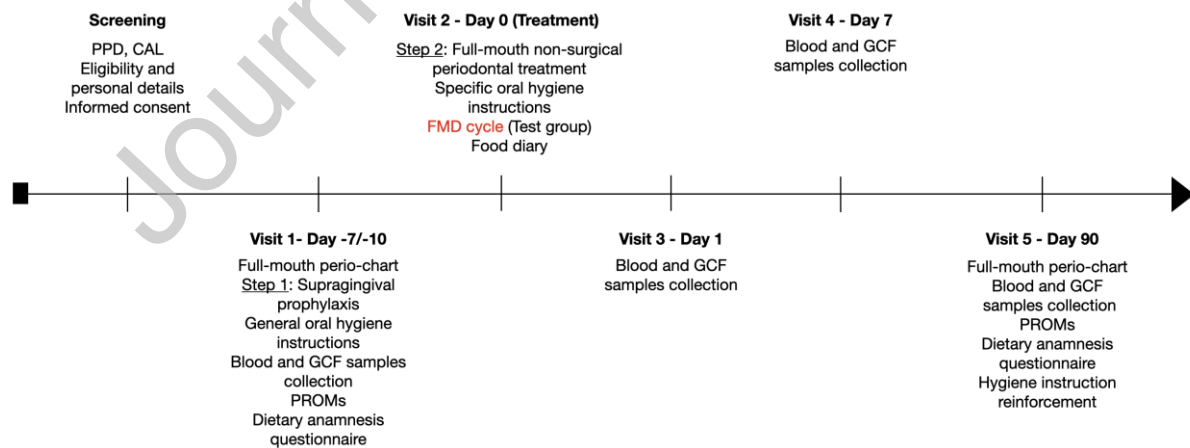 Screening
PPD, CAL
Eligibility and
personal details
Informed consent
Visit 2 - Day 0 (Treatment)
Step 2: Full-mouth non-surgical
periodontal treatment
Specific oral hygiene
instructions
FMD cycle (Test group)
Food diary
Visit 4 - Day 7
Blood and GCF
samples collection
Journ
Visit 1- Day -7/-10
Full-mouth perio-chart
Step 1: Supragingival
prophylaxis
General oral hygiene
instructions
Blood and GCF samples
collection
PROMs
Dietary anamnesis
questionnaire
Visit 3 - Day 1
Blood and GCF
samples collection
Visit 5 - Day 90
Full-mouth perio-chart
Blood and GCF
samples collection
PROMs
Dietary anamnesis
questionnaire
Hygiene instruction
reinforcement